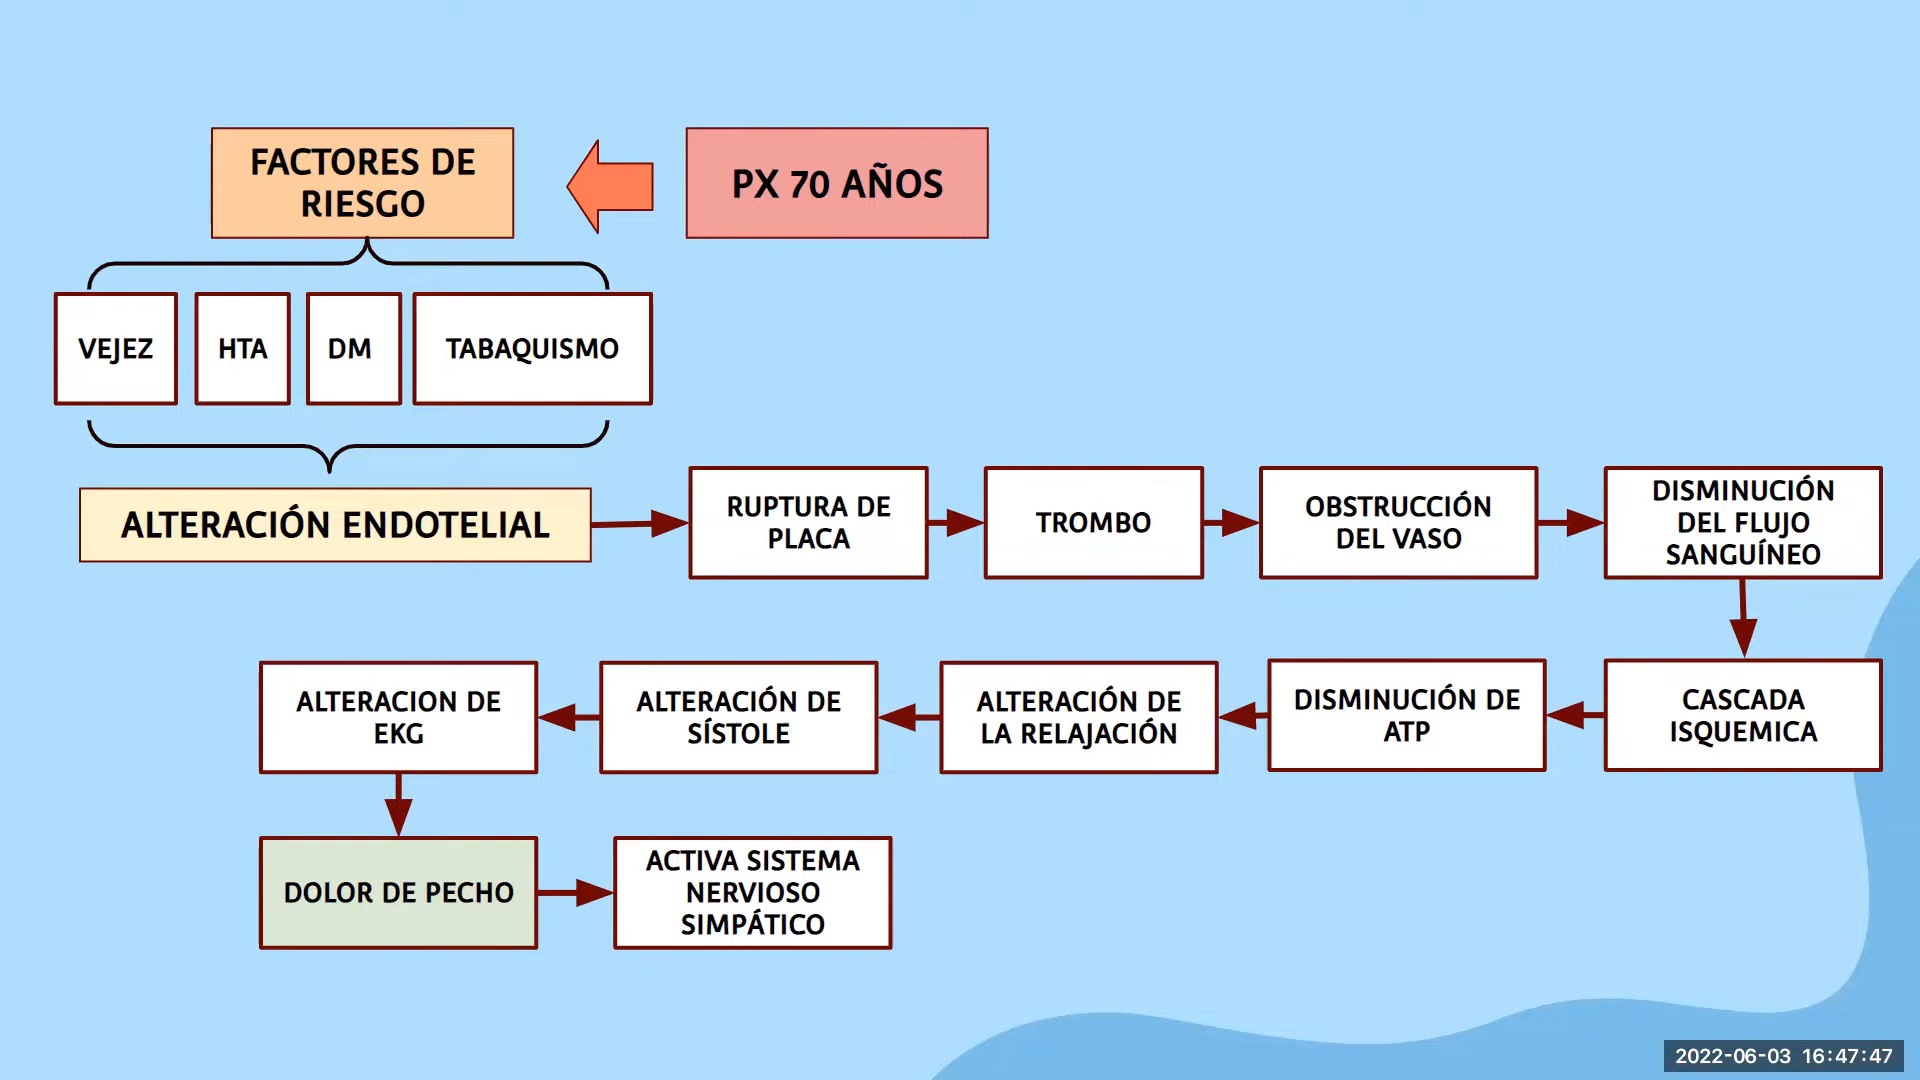 FACTORES DE
RIESGO
PX 70 AÑOS
VEJEZ
HTA
DM
TABAQUISMO
ALTERACIÓN ENDOTELIAL
RUPTURA DE
PLACA
TROMBO
OBSTRUCCIÓN
DEL VASO
DISMINUCIÓN
DEL FLUJO
SANGUÍNEO
CASCADA
ISQUEMICA
DISMINUCIÓN DE
ATP
ALTERACIÓN DE
LA RELAJACIÓN
ALTERACIÓN DE
SÍSTOLE
ALTERACION DE
EKG
DOLOR DE PECHO
ACTIVA SISTEMA
NERVIOSO
SIMPÁTICO
2022-06-03 16:47:47